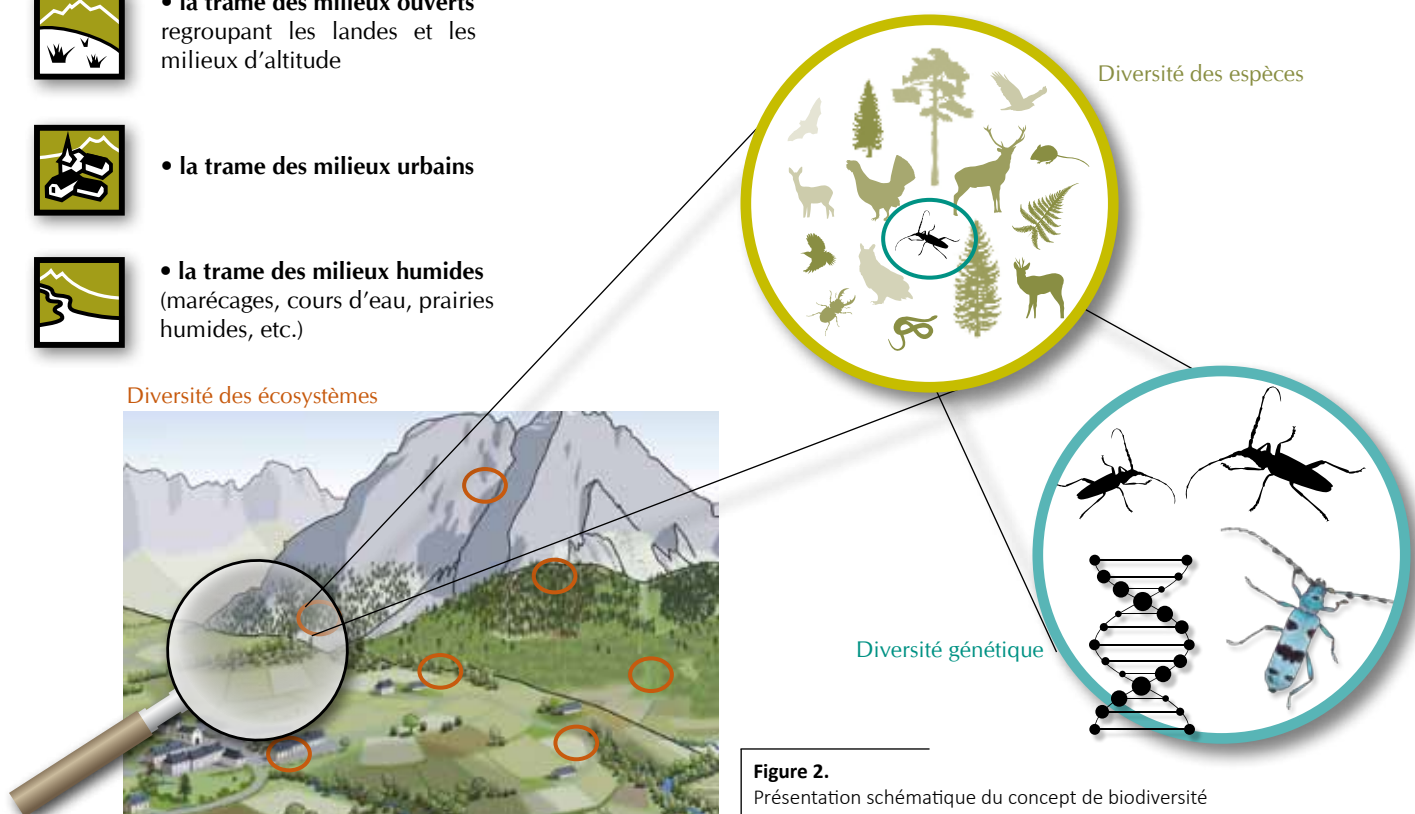 • la trame des milieux ouverts
regroupant les landes et les
milieux d'altitude
• la trame des milieux urbains
• la trame des milieux humides
(marécages, cours d'eau, prairies
humides, etc.)
Diversité des espèces
Diversité des écosystèmes
Diversité génétique
Figure 2.
Présentation schématique du concept de biodiversité